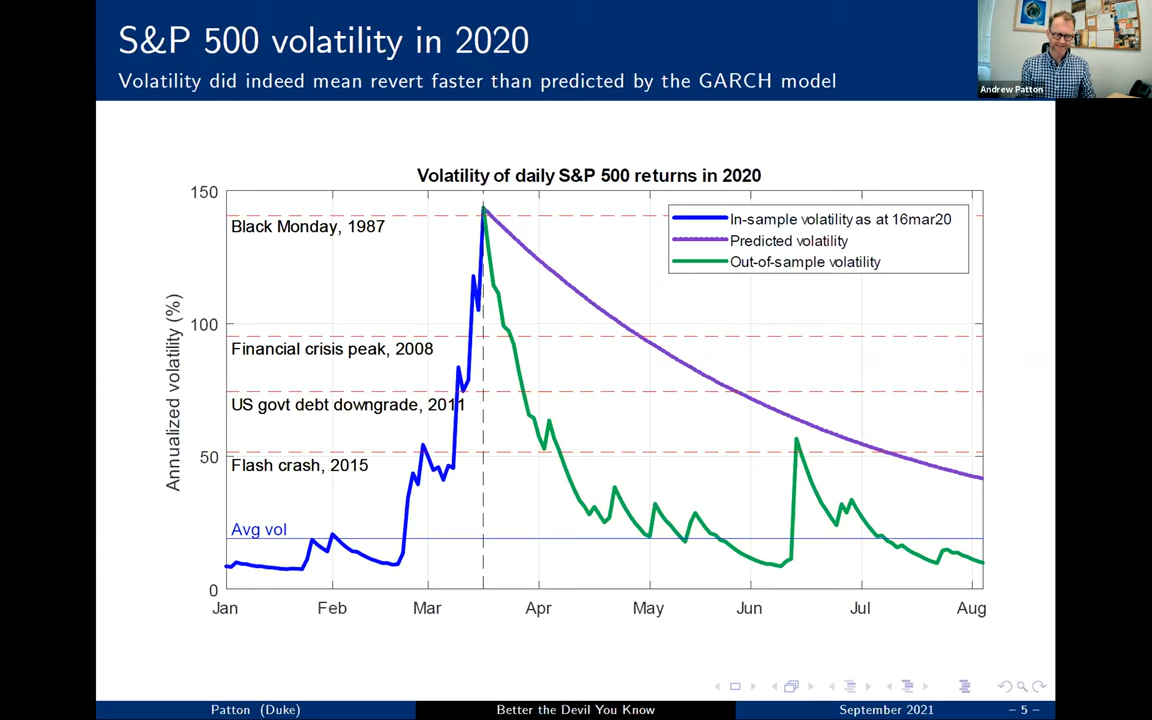 S&P 500 volatility in 2020
Volatility did indeed mean revert faster than predicted by the GARCH model
Andrew Patton
Volatility of daily S&P 500 returns in 2020
Annualized volatility (%)
150
100
50
0
Black Monday, 1987
Financial crisis peak, 2008
US govt debt downgrade, 2011
Flash crash, 2015
Avg vol
In-sample volatility as at 16mar20
Predicted volatility
Out-of-sample volatility
Jan Feb Mar Apr May Jun Jul Aug
Patton (Duke) Better the Devil You Know September 2021 – 5 –